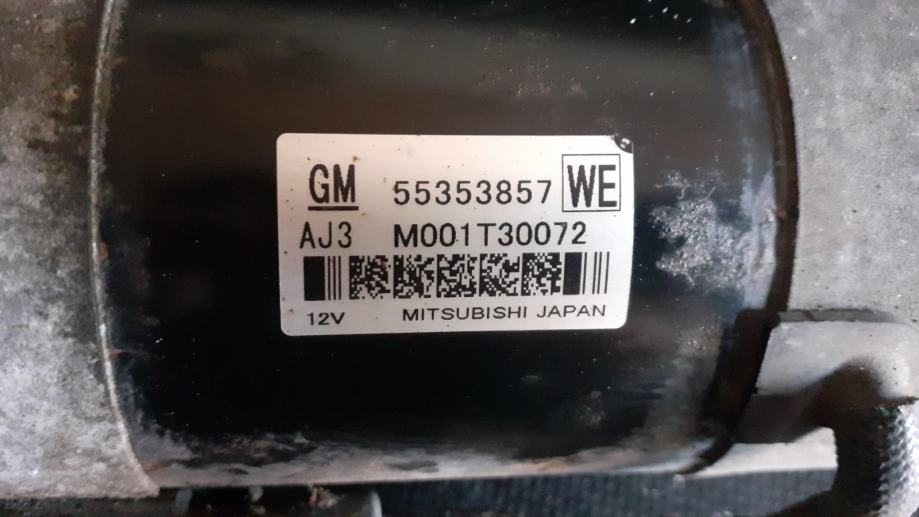 GM 55353857 WE
AJ3 M001T30072
12V MITSUBISHI JAPAN